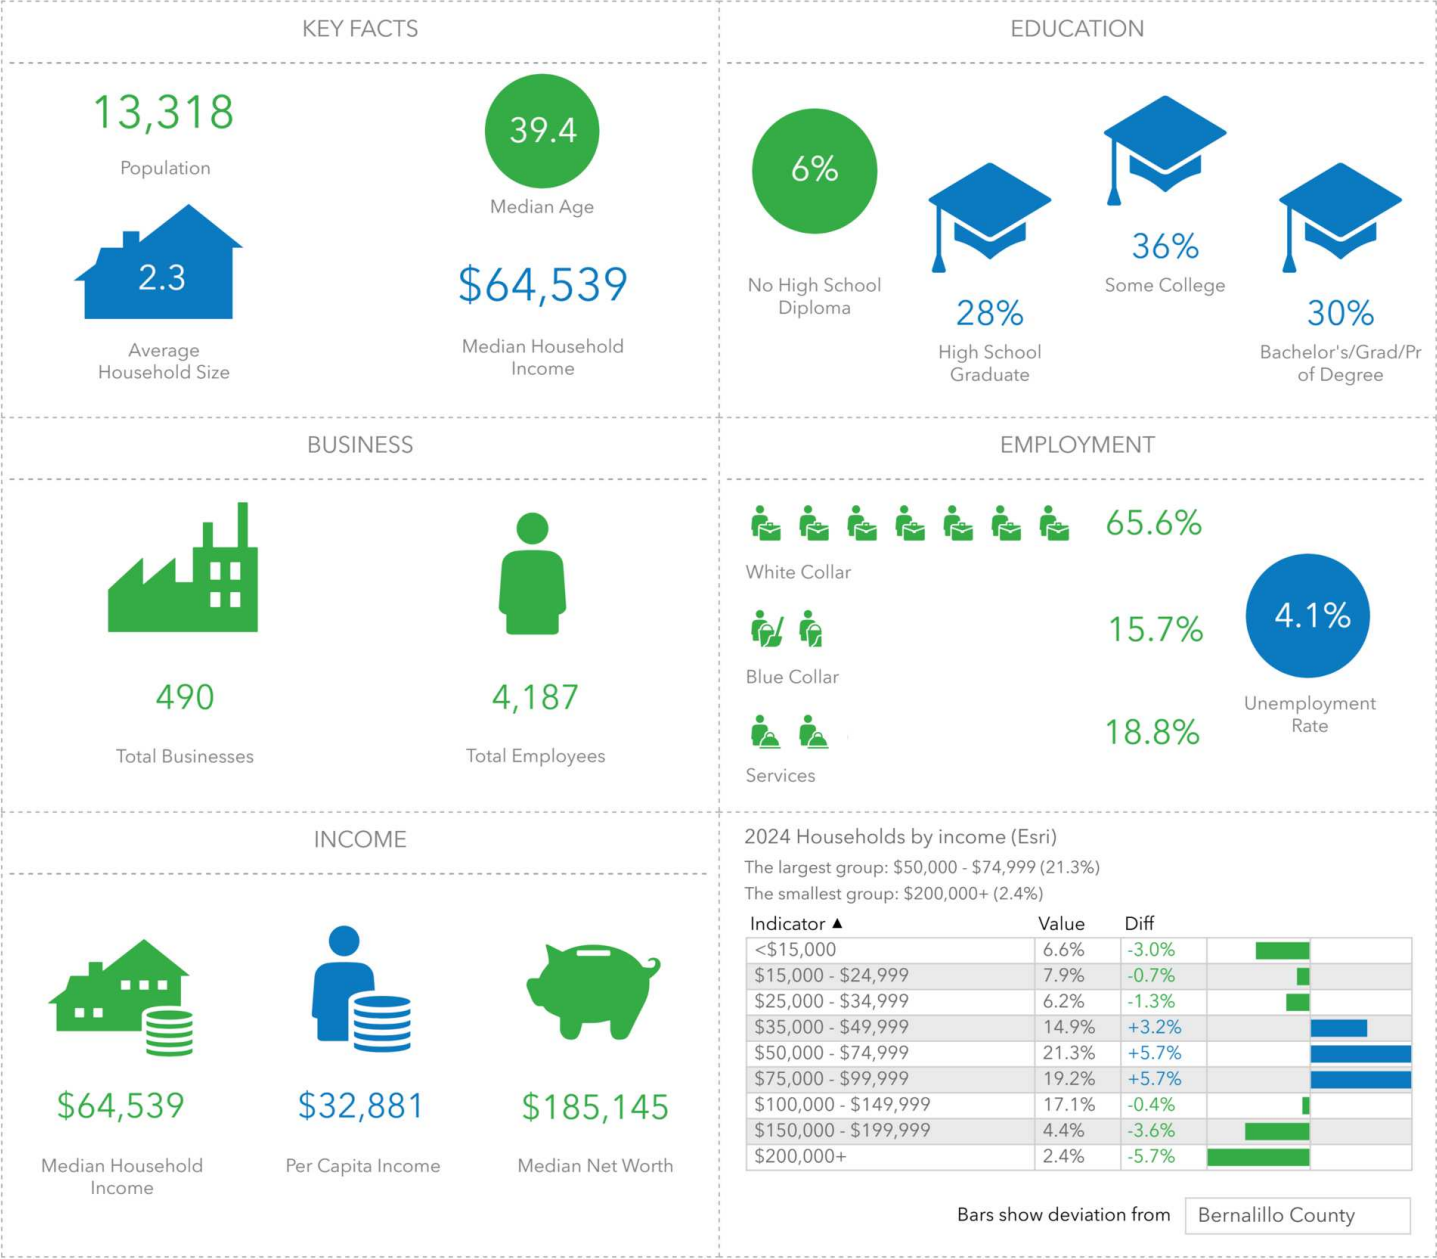 KEY FACTS
13,318
Population
39.4
Median Age
2.3
Average
Household Size
$64,539
Median Household
Income
EDUCATION
6%
No High School
Diploma
28%
High School
Graduate
36%
Some College
30%
Bachelor's/Grad/Pr
of Degree
BUSINESS
490
Total Businesses
4,187
Total Employees
EMPLOYMENT
65.6%
White Collar
15.7%
Blue Collar
18.8%
Services
4.1%
Unemployment
Rate
INCOME
$64,539
Median Household
Income
$32,881
Per Capita Income
$185,145
Median Net Worth
2024 Households by income (Esri)
The largest group: $50,000 - $74,999 (21.3%)
The smallest group: $200,000+ (2.4%)
Indicator ▲ Value Diff
<$15,000 6.6% -3.0%
$15,000 - $24,999 7.9% -0.7%
$25,000 - $34,999 6.2% -1.3%
$35,000 - $49,999 14.9% +3.2%
$50,000 - $74,999 21.3% +5.7%
$75,000 - $99,999 19.2% +5.7%
$100,000 - $149,999 17.1% -0.4%
$150,000 - $199,999 4.4% -3.6%
$200,000+ 2.4% -5.7%
Bars show deviation from Bernalillo County